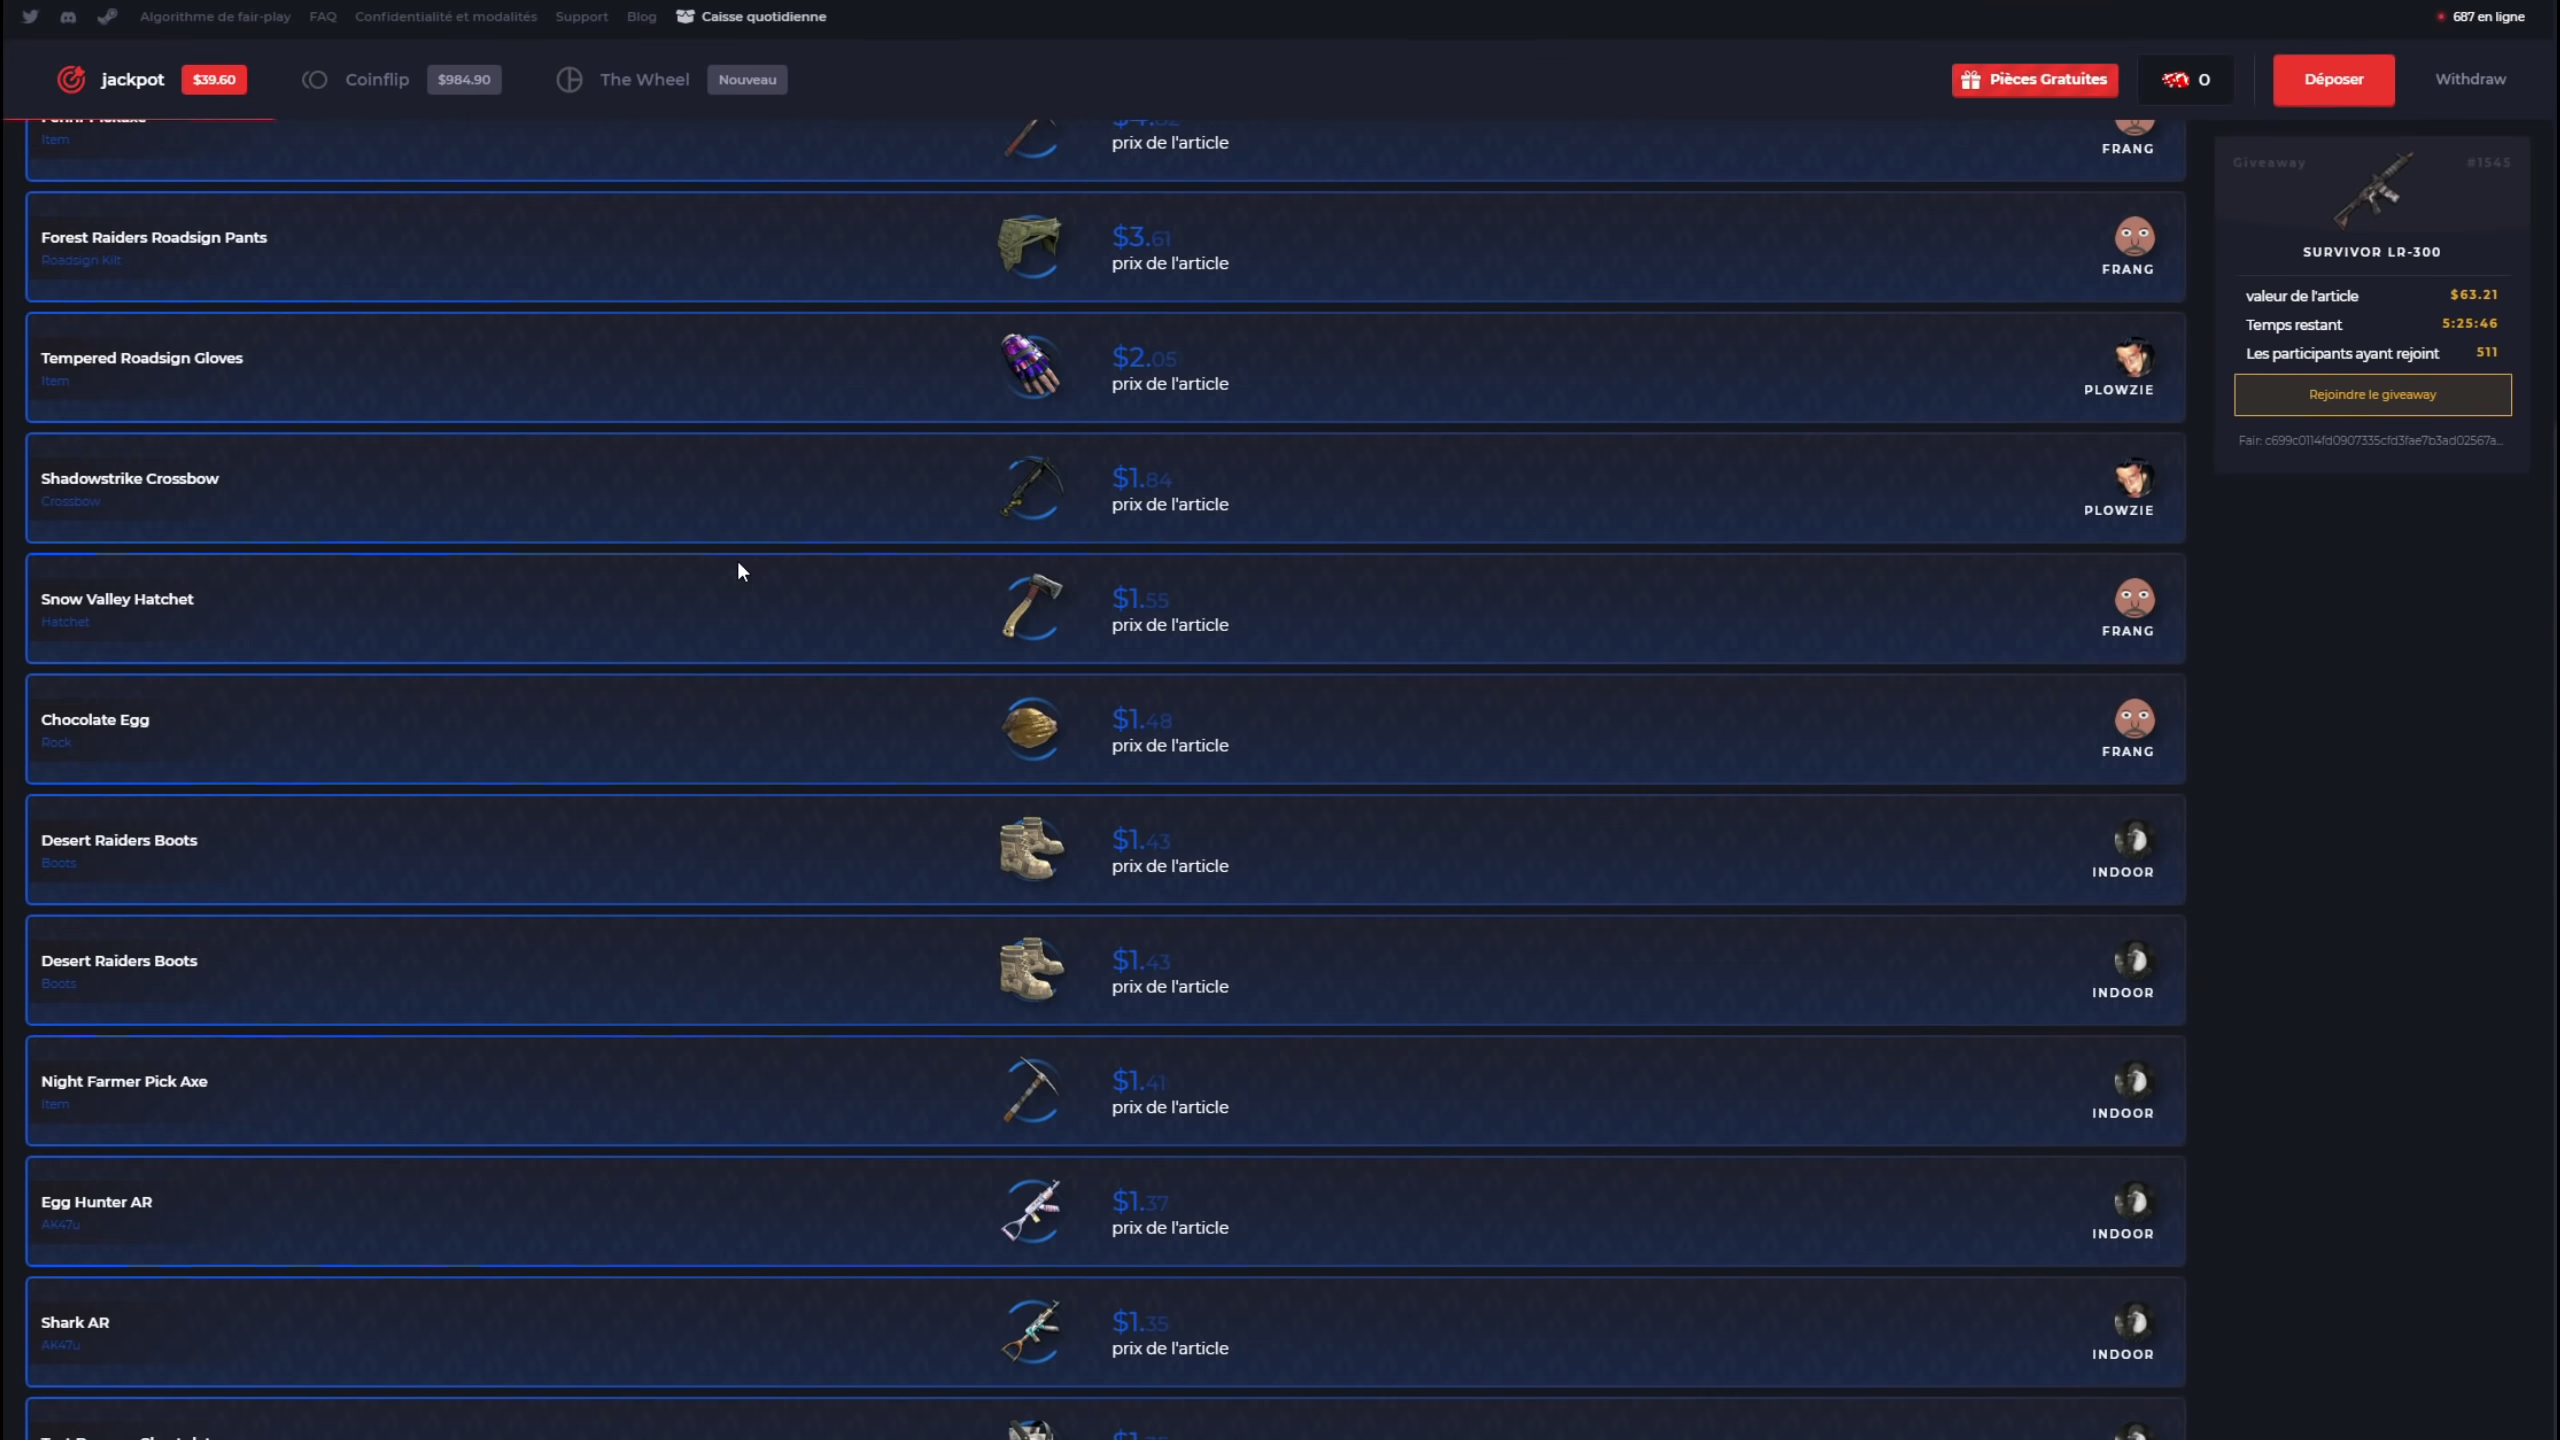 Algorithme de fair-play FAQ Confidentialité et modalités Support Blog Caisse quotidienne 687 en ligne
jackpot $39.60 Coinflip $984.90 The Wheel Nouveau Pièces Gratuites 0 Déposer Withdraw
Item prix de l'article FRANG
Forest Raiders Roadsign Pants
Roadsign Kilt
$3.61
prix de l'article
FRANG
Tempered Roadsign Gloves
Item
$2.05
prix de l'article
PLOWZIE
Shadowstrike Crossbow
Crossbow
$1.84
prix de l'article
PLOWZIE
Snow Valley Hatchet
Hatchet
$1.55
prix de l'article
FRANG
Chocolate Egg
Rock
$1.48
prix de l'article
FRANG
Desert Raiders Boots
Boots
$1.43
prix de l'article
INDOOR
Desert Raiders Boots
Boots
$1.43
prix de l'article
INDOOR
Night Farmer Pick Axe
Item
$1.41
prix de l'article
INDOOR
Egg Hunter AR
AK47u
$1.37
prix de l'article
INDOOR
Shark AR
AK47u
$1.35
prix de l'article
INDOOR
Giveaway #1545
SURVIVOR LR-300
valeur de l'article $63.21
Temps restant 5:25:46
Les participants ayant rejoint 511
Rejoindre le giveaway
Fair: c699c0114fd0907335cfd3fae7b3ad02567a...